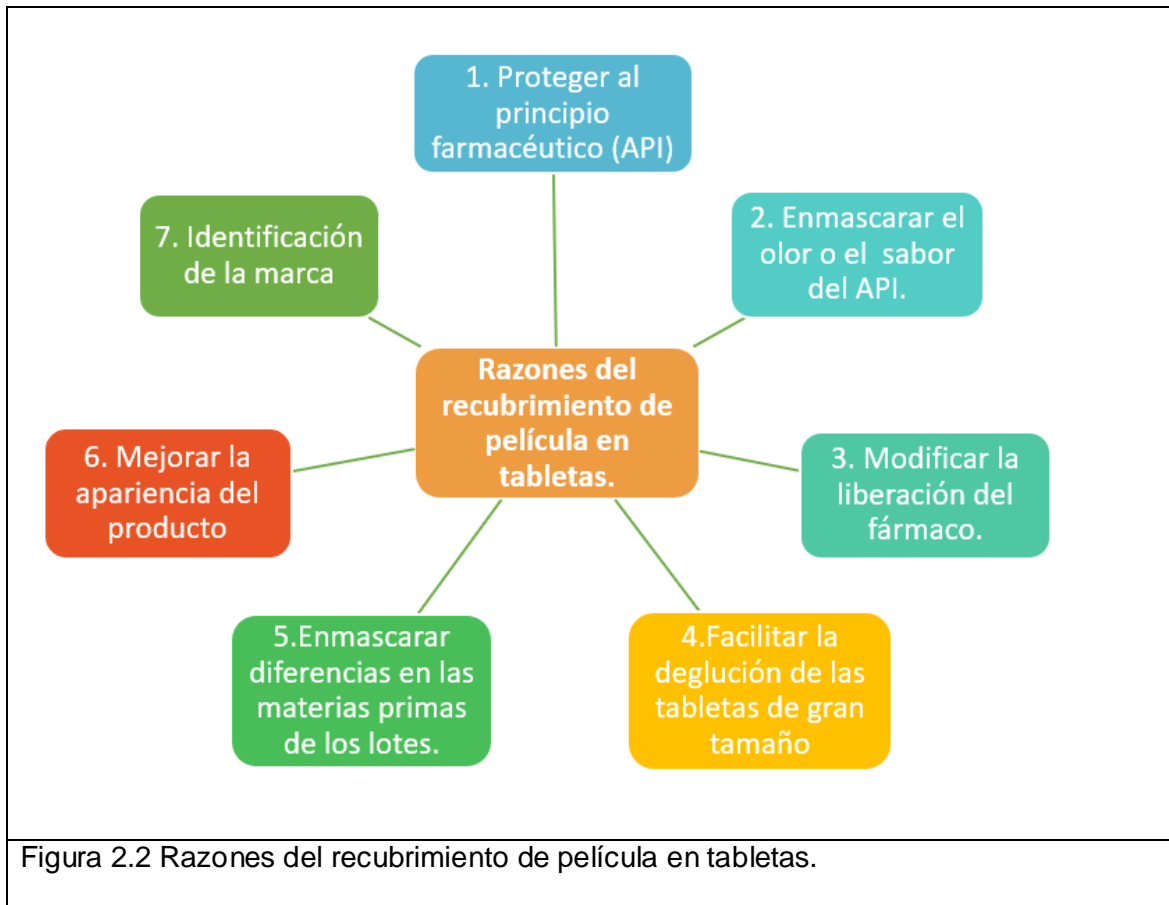 1. Proteger al
principio
farmacéutico (API)
2. Enmascarar el
olor o el sabor
del API.
3. Modificar la
liberación del
fármaco.
4.Facilitar la
deglución de las
tabletas de gran
tamaño
5.Enmascarar
diferencias en las
materias primas
de los lotes.
6. Mejorar la
apariencia del
producto
7. Identificación
de la marca
Razones del
recubrimiento de
película en
tabletas.
Figura 2.2 Razones del recubrimiento de película en tabletas.